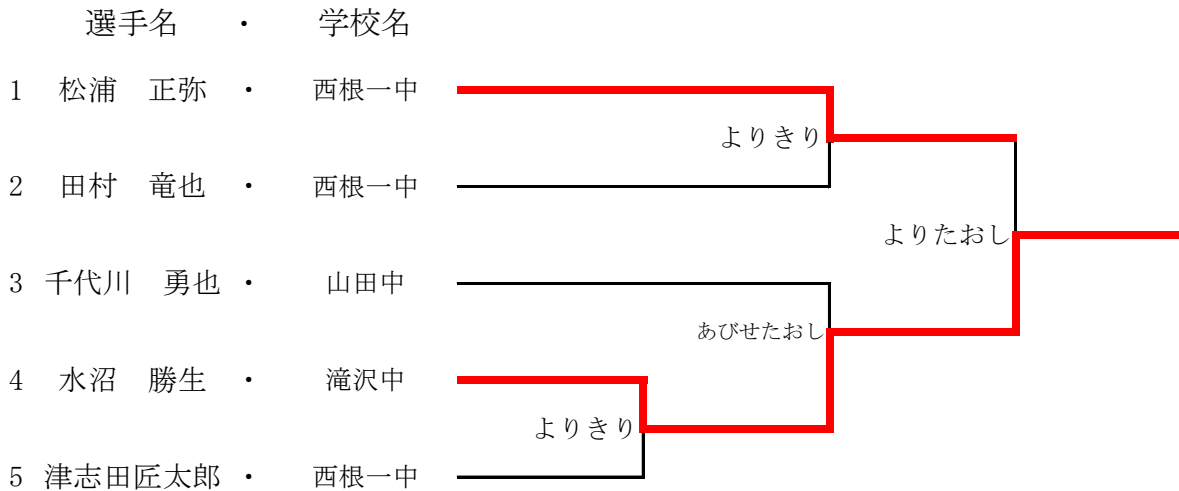 選手名 ・ 学校名
1 松浦 正弥 ・ 西根一中
よりきり
2 田村 竜也 ・ 西根一中
よりたおし
3 千代川 勇也 ・ 山田中
あびせたおし
4 水沼 勝生 ・ 滝沢中
よりきり
5 津志田匠太郎 ・ 西根一中